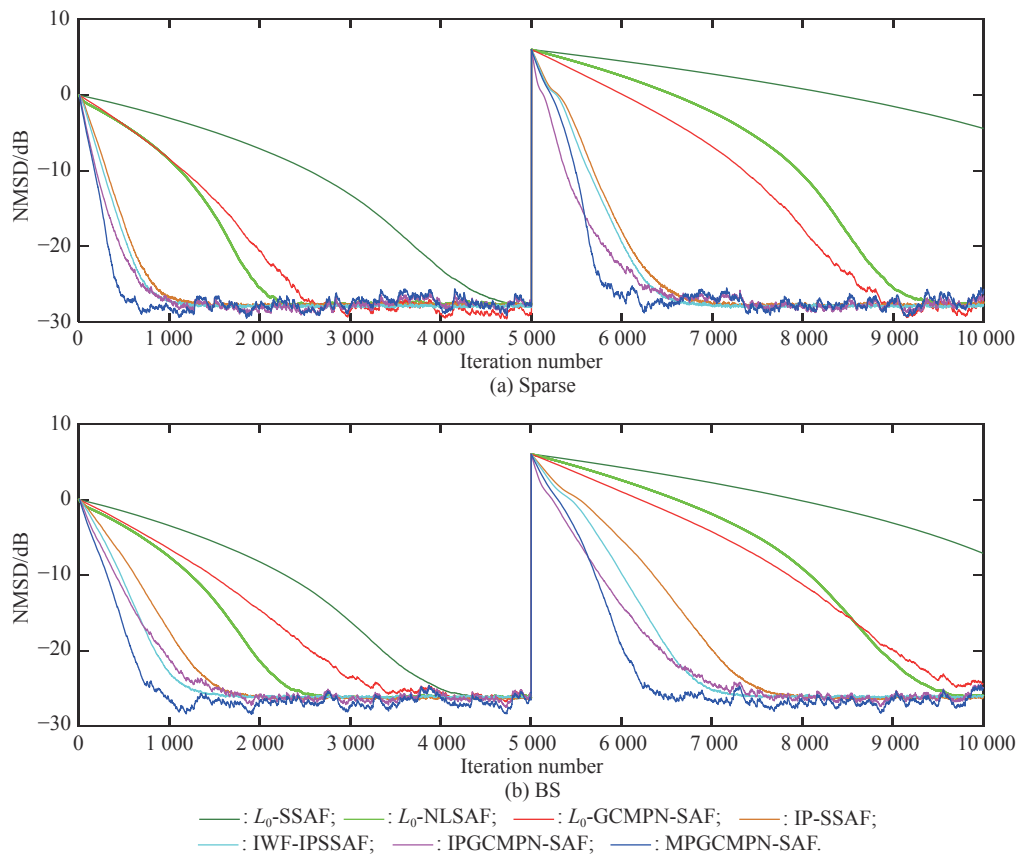 10
0
−10
−20
−30
NMSD/dB
0 1 000 2 000 3 000 4 000 5 000 6 000 7 000 8 000 9 000 10 000
Iteration number
(a) Sparse
10
0
−10
−20
−30
NMSD/dB
0 1 000 2 000 3 000 4 000 5 000 6 000 7 000 8 000 9 000 10 000
Iteration number
(b) BS
: L₀-SSAF; : L₀-NLSAF; : L₀-GCMPN-SAF; : IP-SSAF;
: IWF-IPSSAF; : IPGCMPN-SAF; : MPGCMPN-SAF.